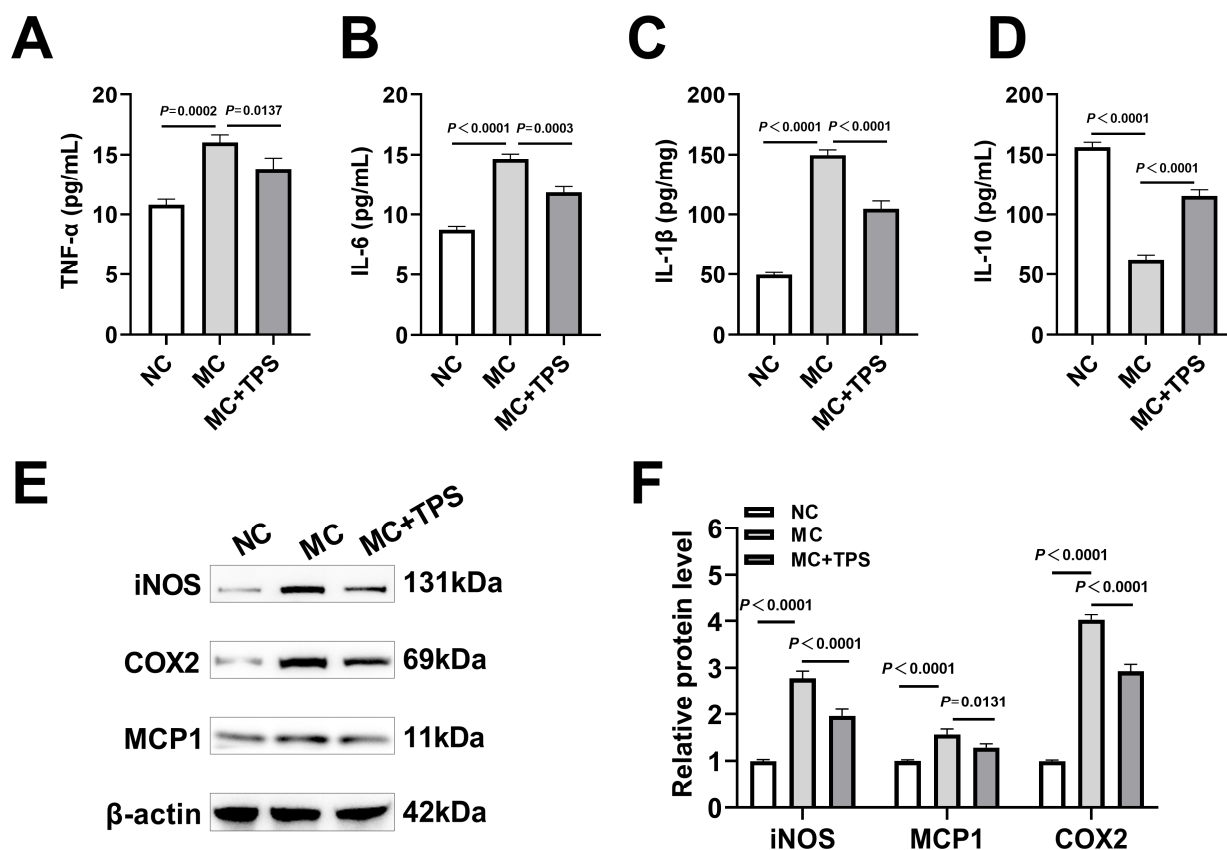 A
TNF-α (pg/mL)
20
15
10
5
0
P=0.0002
P=0.0137
NC
MC
MC+TPS
B
IL-6 (pg/mL)
20
15
10
5
0
P＜0.0001
P=0.0003
NC
MC
MC+TPS
C
IL-1β (pg/mg)
200
150
100
50
0
P＜0.0001
P＜0.0001
NC
MC
MC+TPS
D
IL-10 (pg/mL)
200
150
100
50
0
P＜0.0001
P＜0.0001
NC
MC
MC+TPS
E
NC MC MC+TPS
iNOS 131kDa
COX2 69kDa
MCP1 11kDa
β-actin 42kDa
F
NC
MC
MC+TPS
Relative protein level
6
5
4
3
2
1
0
P＜0.0001
P＜0.0001
P＜0.0001
P=0.0131
P＜0.0001
P＜0.0001
iNOS MCP1 COX2